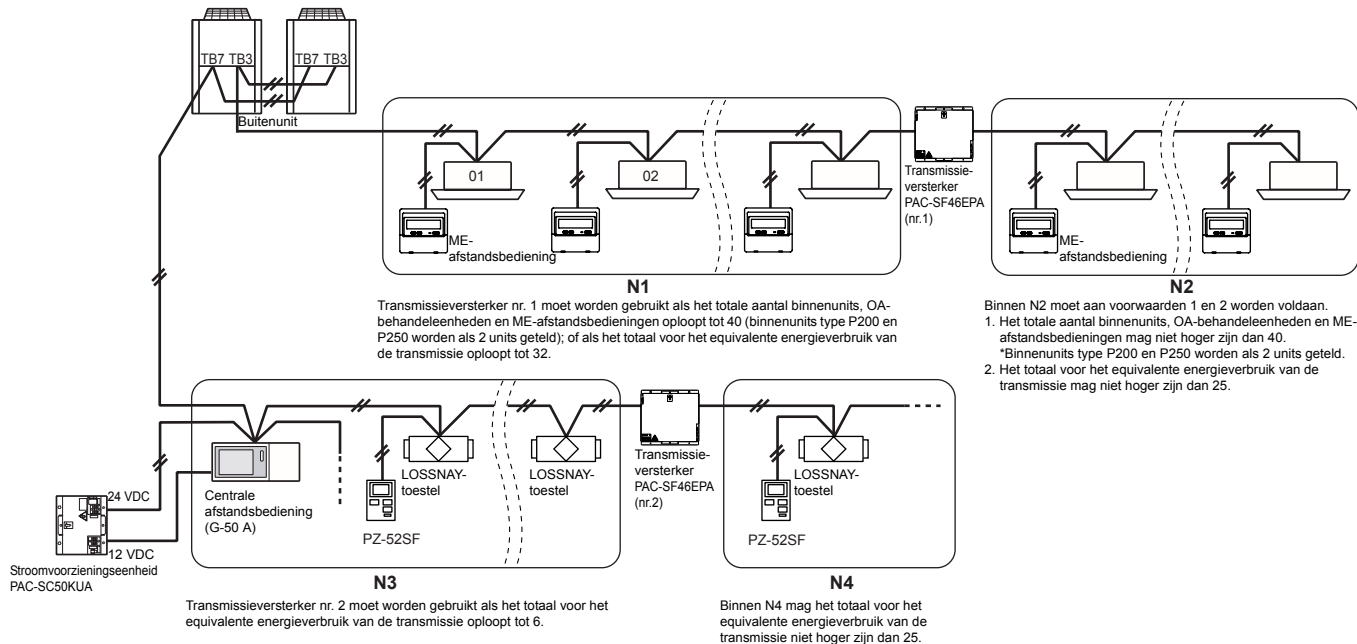 TB7 TB3
TB7 TB3
Buitenunit
01
02
ME-
afstandsbediening
Transmissie-
versterker
PAC-SF46EPA
(nr.1)
ME-
afstandsbediening
N1
Transmissieversterker nr. 1 moet worden gebruikt als het totale aantal binnenunits, OA-
behandeleenheden en ME-afstandsbedieningen oploopt tot 40 (binnenunits type P200 en
P250 worden als 2 units geteld); of als het totaal voor het equivalente energieverbruik van
de transmissie oploopt tot 32.
N2
Binnen N2 moet aan voorwaarden 1 en 2 worden voldaan.
1. Het totale aantal binnenunits, OA-behandeleenheden en ME-
afstandsbedieningen mag niet hoger zijn dan 40.
*Binnenunits type P200 en P250 worden als 2 units geteld.
2. Het totaal voor het equivalente energieverbruik van de
transmissie mag niet hoger zijn dan 25.
24 VDC
12 VDC
Stroomvoorzieningseenheid
PAC-SC50KUA
Centrale
afstandsbediening
(G-50 A)
PZ-52SF
LOSSNAY-
toestel
LOSSNAY-
toestel
Transmissie-
versterker
PAC-SF46EPA
(nr.2)
PZ-52SF
LOSSNAY-
toestel
N3
Transmissieversterker nr. 2 moet worden gebruikt als het totaal voor het
equivalente energieverbruik van de transmissie oploopt tot 6.
N4
Binnen N4 mag het totaal voor het
equivalente energieverbruik van de
transmissie niet hoger zijn dan 25.